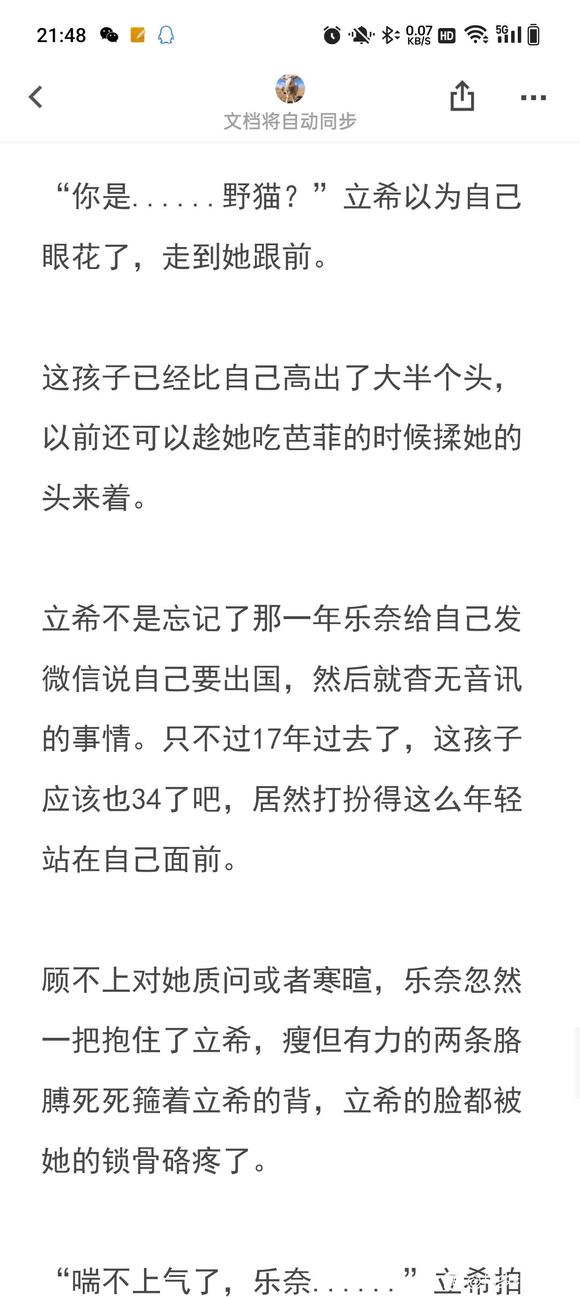 21:48
0.07
KB/S
HD
5G
文档将自动同步
“你是......野猫？”立希以为自己
眼花了，走到她跟前。
这孩子已经比自己高出了大半个头，
以前还可以趁她吃芭菲的时候揉她的
头来着。
立希不是忘记了那一年乐奈给自己发
微信说自己要出国，然后就杳无音讯
的事情。只不过17年过去了，这孩子
应该也34了吧，居然打扮得这么年轻
站在自己面前。
顾不上对她质问或者寒暄，乐奈忽然
一把抱住了立希，瘦但有力的两条胳
膊死死箍着立希的背，立希的脸都被
她的锁骨硌疼了。
“喘不上气了，乐奈......”立希拍